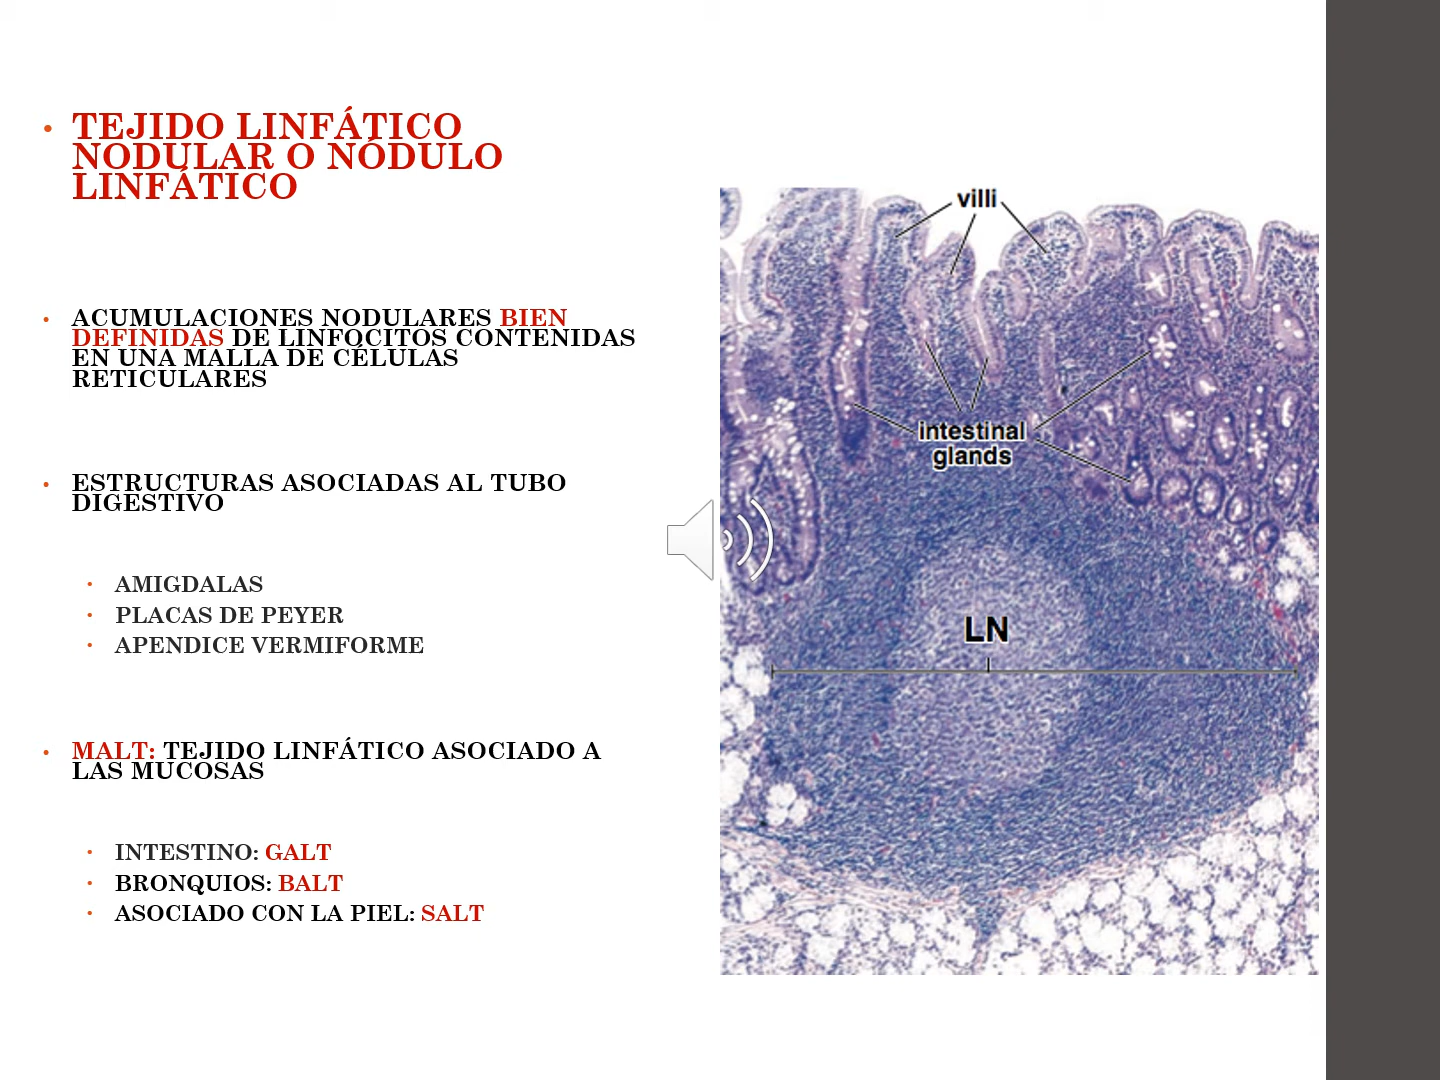 • TEJIDO LINFÁTICO
NODULAR O NÓDULO
LINFÁTICO
• ACUMULACIONES NODULARES BIEN
DEFINIDAS DE LINFOCITOS CONTENIDAS
EN UNA MALLA DE CÉLULAS
RETICULARES
• ESTRUCTURAS ASOCIADAS AL TUBO
DIGESTIVO
• AMIGDALAS
• PLACAS DE PEYER
• APENDICE VERMIFORME
• MALT: TEJIDO LINFÁTICO ASOCIADO A
LAS MUCOSAS
• INTESTINO: GALT
• BRONQUIOS: BALT
• ASOCIADO CON LA PIEL: SALT
villi
intestinal
glands
LN